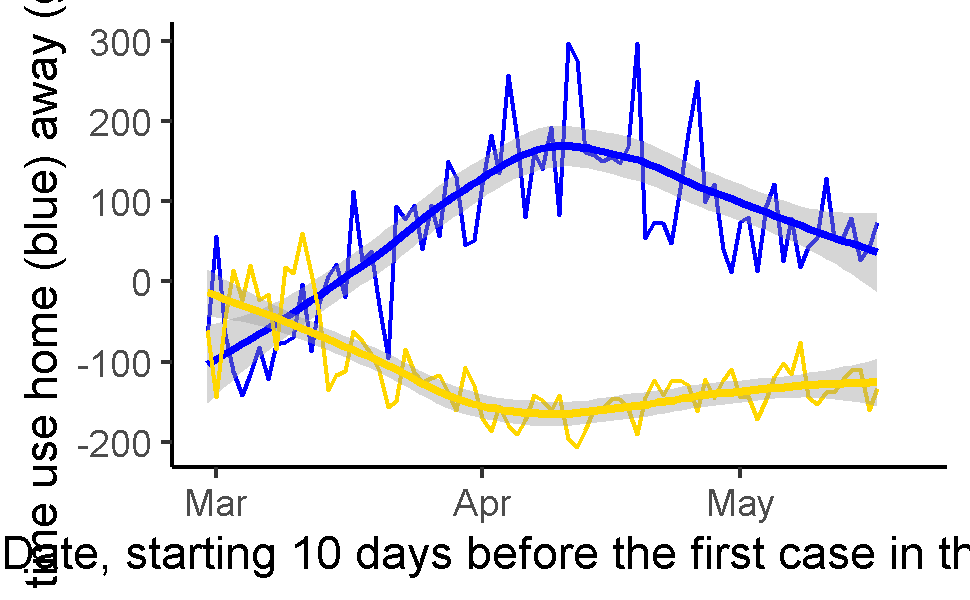 time use home (blue) away (
300
200
100
0
-100
-200
Mar Apr May
Date, starting 10 days before the first case in th